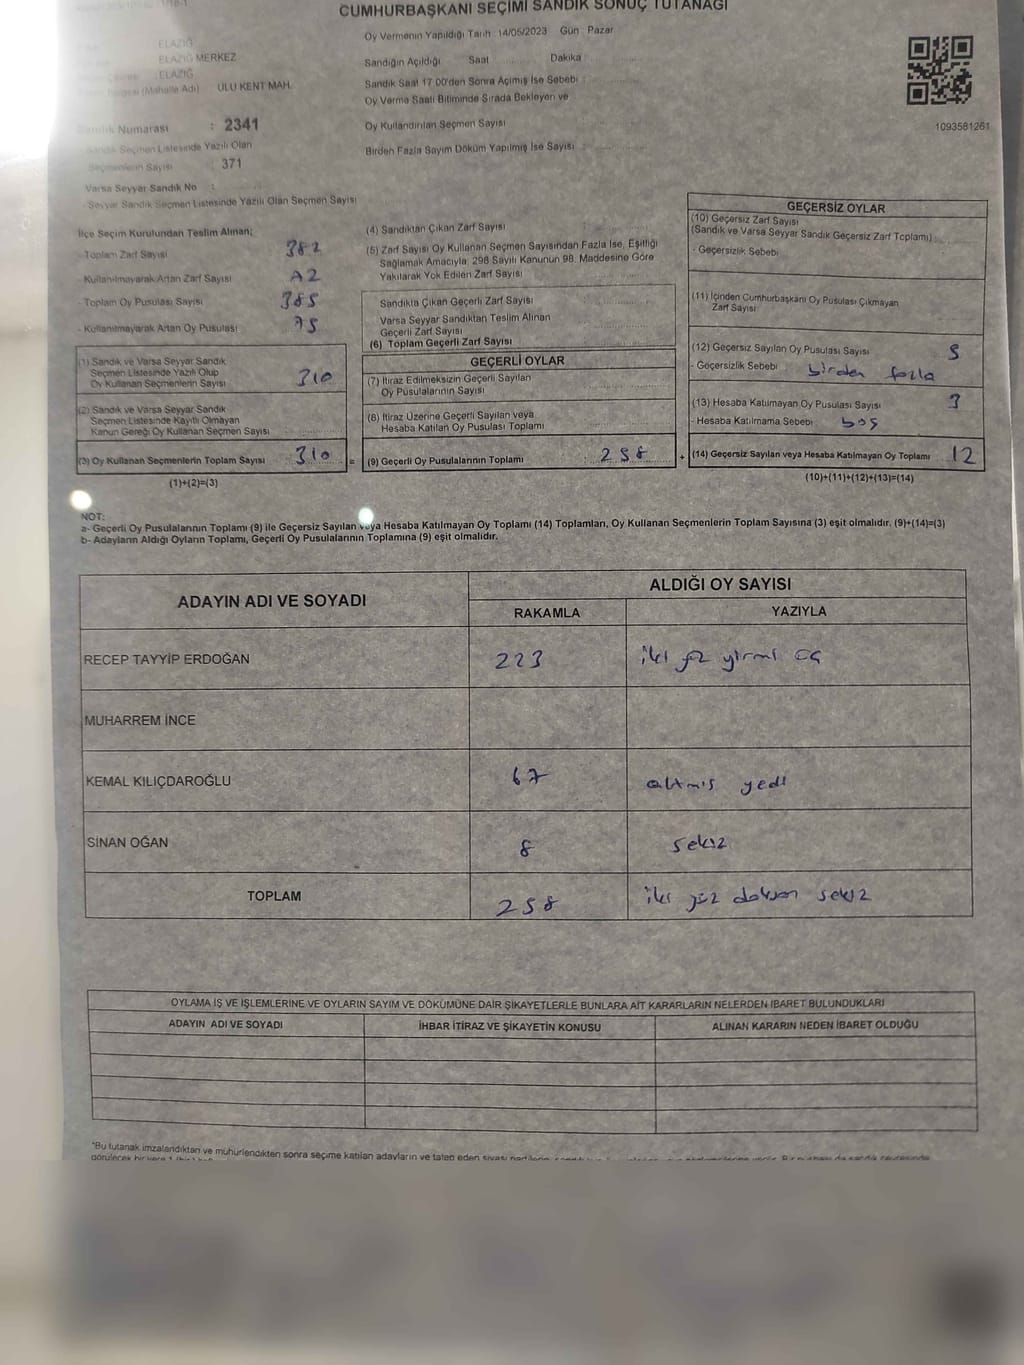 CUMHURBAŞKANI SEÇİMİ SANDIK SONUÇ TUTANAĞI
Oy Vermenin Yapıldığı Tarih :14/05/2023 Gün : Pazar
ELAZIĞ
ELAZIĞ MERKEZ
ELAZIĞ
(Mahalle Adı) ULU KENT MAH.
Sandık Numarası : 2341
Sandık Seçmen Listesinde Yazılı Olan
Seçmenlerin Sayısı : 371
Varsa Seyyar Sandık No :
- Seyyar Sandık Seçmen Listesinde Yazılı Olan Seçmen Sayısı
Sandığın Açıldığı Saat Dakika
Sandık Saat 17:00'den Sonra Açılmış İse Sebebi :
Oy Verme Saati Bitiminde Sırada Bekleyen ve
Oy Kullandırılan Seçmen Sayısı :
Birden Fazla Sayım Döküm Yapılmış İse Sayısı :
1093581261
İlçe Seçim Kurulundan Teslim Alınan;
- Toplam Zarf Sayısı 382
- Kullanılmayarak Artan Zarf Sayısı
- Toplam Oy Pusulası Sayısı 385
- Kullanılmayarak Artan Oy Pusulası 75
(1) Sandık ve Varsa Seyyar Sandık
Seçmen Listesinde Yazılı Olup
Oy Kullanan Seçmenlerin Sayısı 310
(2) Sandık ve Varsa Seyyar Sandık
Seçmen Listesinde Kayıtlı Olmayan
Kanun Gereği Oy Kullanan Seçmen Sayısı
(3) Oy Kullanan Seçmenlerin Toplam Sayısı 310 =
(1)+(2)=(3)
(4) Sandıktan Çıkan Zarf Sayısı
(5) Zarf Sayısı Oy Kullanan Seçmen Sayısından Fazla İse, Eşitliği
Sağlamak Amacıyla; 298 Sayılı Kanunun 98. Maddesine Göre
Yakılarak Yok Edilen Zarf Sayısı
Sandıkta Çıkan Geçerli Zarf Sayısı
Varsa Seyyar Sandıktan Teslim Alınan
Geçerli Zarf Sayısı
(6) Toplam Geçerli Zarf Sayısı
GEÇERLİ OYLAR
(7) İtiraz Edilmeksizin Geçerli Sayılan
Oy Pusulalarının Sayısı
(8) İtiraz Üzerine Geçerli Sayılan veya
Hesaba Katılan Oy Pusulası Toplamı
(9) Geçerli Oy Pusulalarının Toplamı 298 +
GEÇERSİZ OYLAR
(10) Geçersiz Zarf Sayısı
(Sandık ve Varsa Seyyar Sandık Geçersiz Zarf Toplamı) :
- Geçersizlik Sebebi
(11) İçinden Cumhurbaşkanı Oy Pusulası Çıkmayan
Zarf Sayısı
(12) Geçersiz Sayılan Oy Pusulası Sayısı 9
- Geçersizlik Sebebi birden fazla
(13) Hesaba Katılmayan Oy Pusulası Sayısı 3
- Hesaba Katılmama Sebebi boş
(14) Geçersiz Sayılan veya Hesaba Katılmayan Oy Toplamı 12
(10)+(11)+(12)+(13)=(14)
NOT:
a- Geçerli Oy Pusulalarının Toplamı (9) ile Geçersiz Sayılan veya Hesaba Katılmayan Oy Toplamı (14) Toplamları, Oy Kullanan Seçmenlerin Toplam Sayısına (3) eşit olmalıdır. (9)+(14)=(3)
b- Adayların Aldığı Oyların Toplamı, Geçerli Oy Pusulalarının Toplamına (9) eşit olmalıdır.
ADAYIN ADI VE SOYADI ALDIĞI OY SAYISI
RAKAMLA YAZIYLA
RECEP TAYYİP ERDOĞAN 223 iki yüz yirmi üç
MUHARREM İNCE
KEMAL KILIÇDAROĞLU 67 altmış yedi
SİNAN OĞAN 8 sekiz
TOPLAM 298 iki yüz doksan sekiz
OYLAMA İŞ VE İŞLEMLERİNE VE OYLARIN SAYIM VE DÖKÜMÜNE DAİR ŞİKAYETLERLE BUNLARA AİT KARARLARIN NELERDEN İBARET BULUNDUKLARI
ADAYIN ADI VE SOYADI İHBAR İTİRAZ VE ŞİKAYETİN KONUSU ALINAN KARARIN NEDEN İBARET OLDUĞU
*Bu tutanak imzalandıktan ve mühürlendikten sonra seçime katılan adayların ve talep eden siyasi partilerin